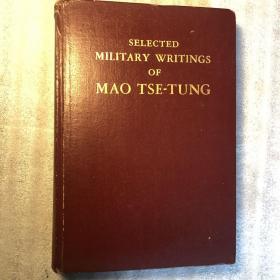 SELECTED
MILITARY WRITINGS
OF
MAO TSE-TUNG